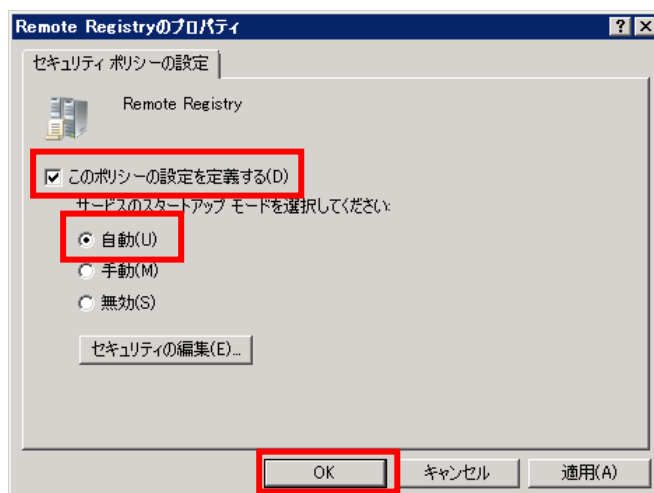 Remote Registryのプロパティ
セキュリティ ポリシーの設定
Remote Registry
このポリシーの設定を定義する(D)
サービスのスタートアップ モードを選択してください:
自動(U)
手動(M)
無効(S)
セキュリティの編集(E)...
OK キャンセル 適用(A)